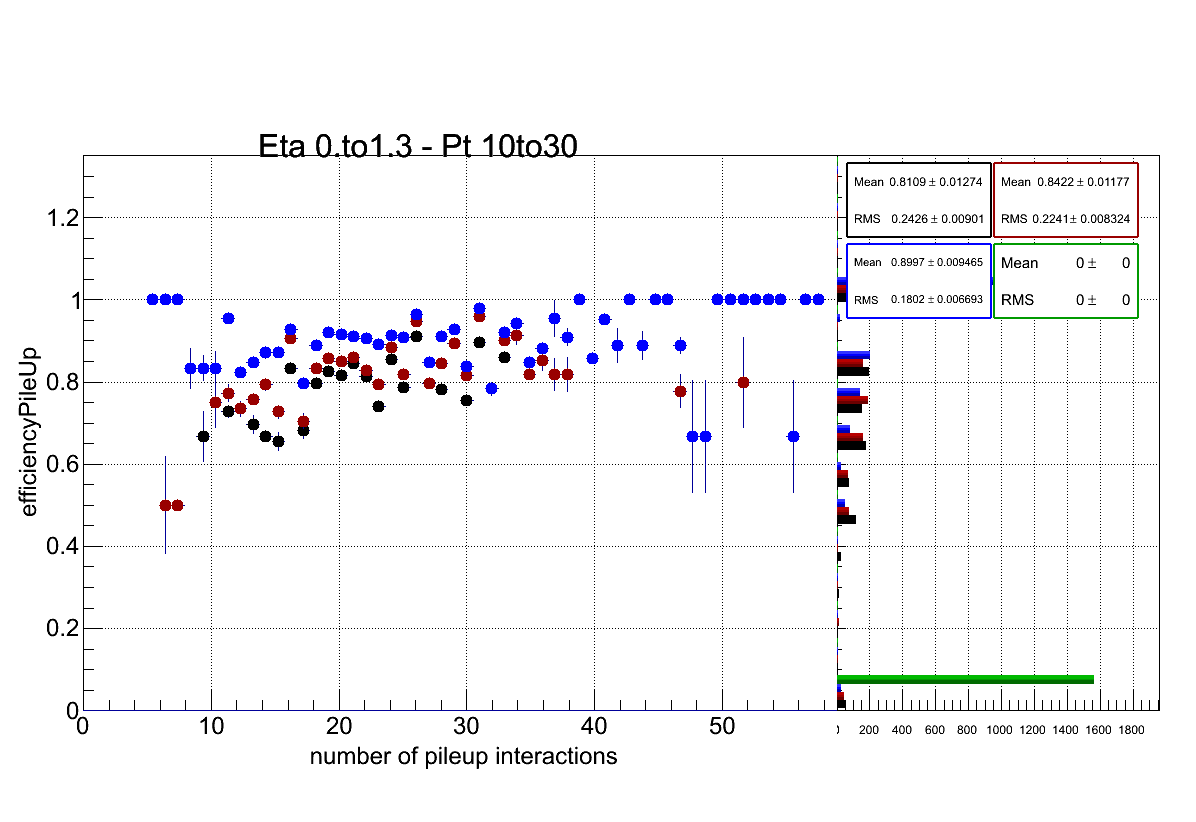 Eta 0.to1.3 - Pt 10to30
Mean 0.8109 ± 0.01274
RMS 0.2426 ± 0.00901
Mean 0.8422 ± 0.01177
RMS 0.2241 ± 0.008324
Mean 0.8997 ± 0.009465
RMS 0.1802 ± 0.006693
Mean 0 ± 0
RMS 0 ± 0
efficiencyPileUp
1.2
1
0.8
0.6
0.4
0.2
0
0 10 20 30 40 50
number of pileup interactions
200 400 600 800 1000 1200 1400 1600 1800